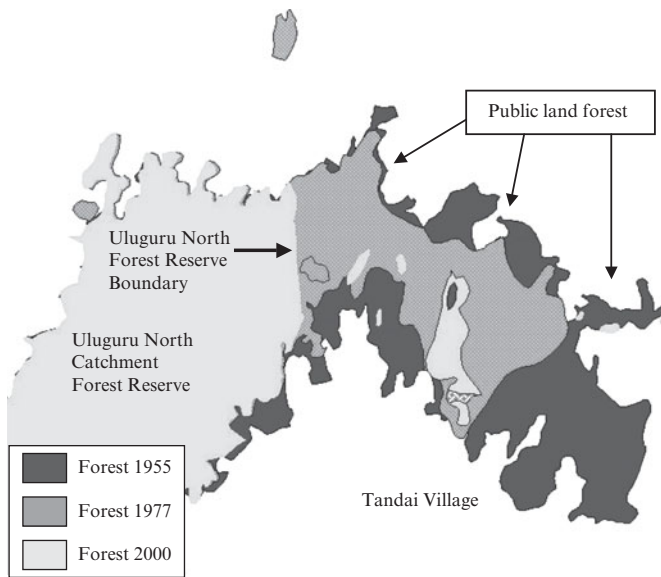 Public land forest
Uluguru North
Forest Reserve
Boundary
Uluguru North
Catchment
Forest Reserve
Tandai Village
Forest 1955
Forest 1977
Forest 2000